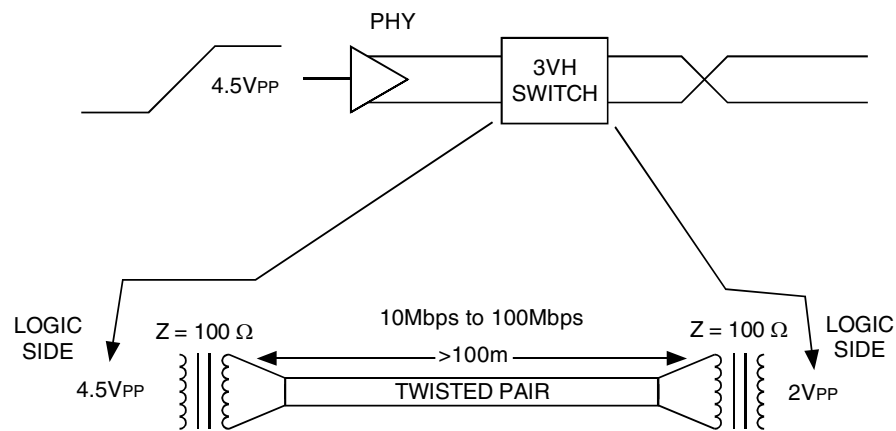 PHY
4.5VPP
3VH
SWITCH
10Mbps to 100Mbps
LOGIC
SIDE
Z = 100 Ω
Z = 100 Ω
LOGIC
SIDE
>100m
4.5VPP
TWISTED PAIR
2VPP